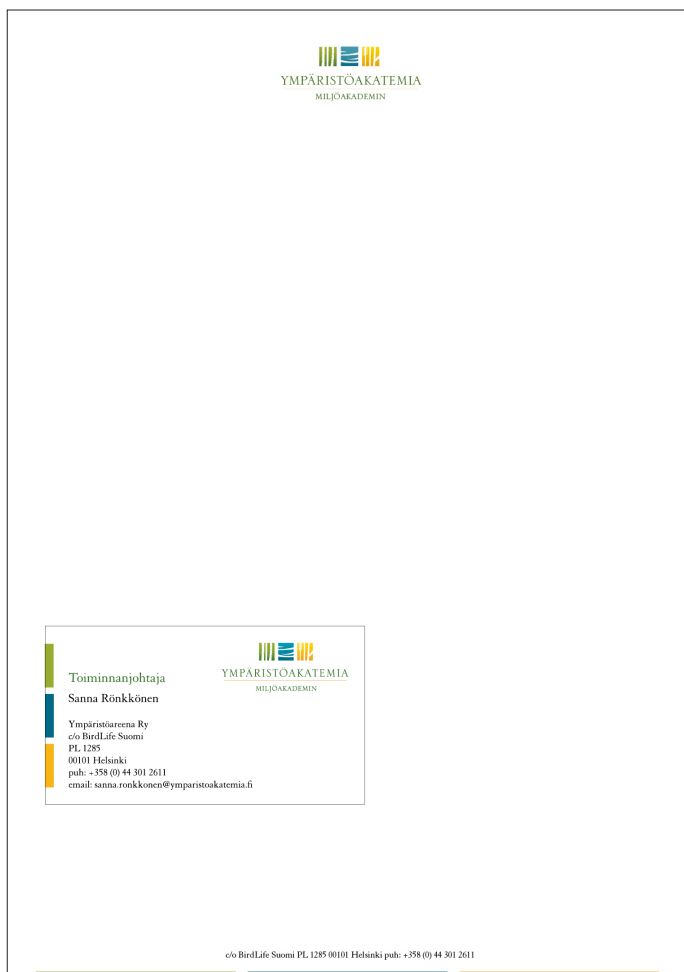 YMPÄRISTÖAKATEMIA
MILJÖAKADEMIN
YMPÄRISTÖAKATEMIA
MILJÖAKADEMIN
Toiminnanjohtaja
Sanna Rönkkönen
Ympäristöareena Ry
c/o BirdLife Suomi
PL 1285
00101 Helsinki
puh: +358 (0) 44 301 2611
email: sanna.ronkkonen@ymparistoakatemia.fi
c/o BirdLife Suomi PL 1285 00101 Helsinki puh: +358 (0) 44 301 2611